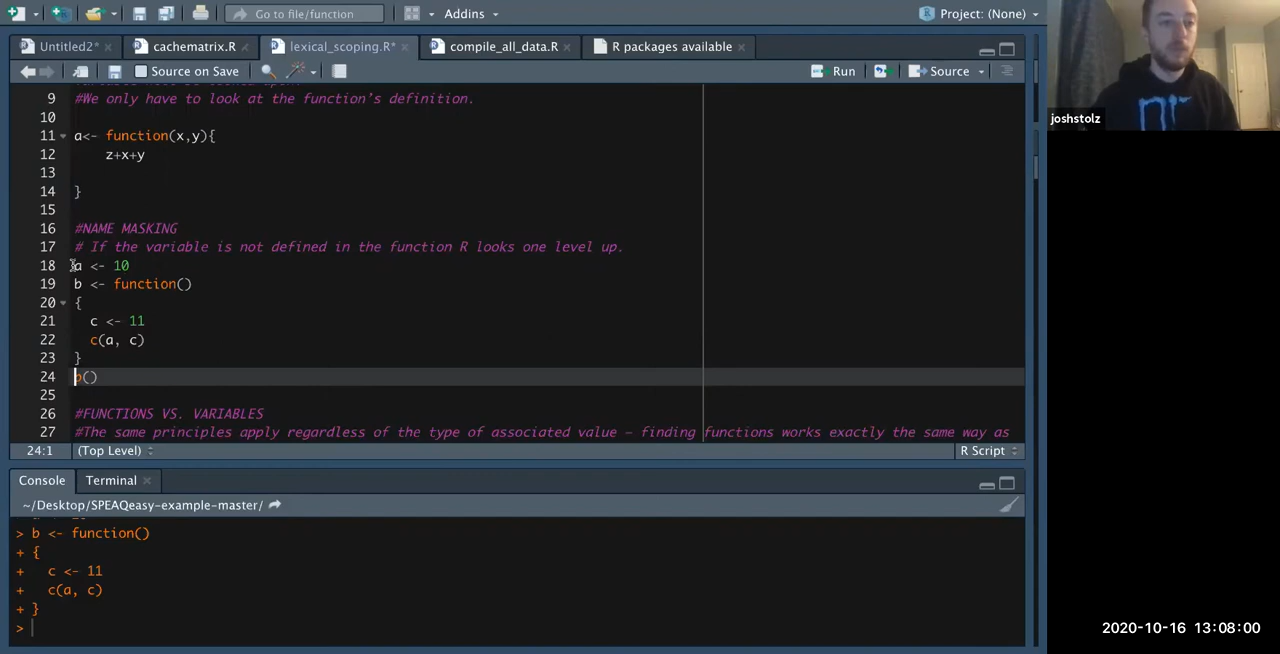 Go to file/function
Addins
Project: (None)
Untitled2*
cachematrix.R
lexical_scoping.R*
compile_all_data.R
R packages available
Source on Save
Run
Source
9 #We only have to look at the function's definition.
10
11 a<- function(x,y){
12 z+x+y
13
14 }
15
16 #NAME MASKING
17 # If the variable is not defined in the function R looks one level up.
18 a <- 10
19 b <- function()
20 {
21 c <- 11
22 c(a, c)
23 }
24 b()
25
26 #FUNCTIONS VS. VARIABLES
27 #The same principles apply regardless of the type of associated value – finding functions works exactly the same way as
24:1 (Top Level) R Script
Console Terminal
~/Desktop/SPEAQeasy-example-master/
> b <- function()
+ {
+ c <- 11
+ c(a, c)
+ }
>
joshstolz
2020-10-16 13:08:00